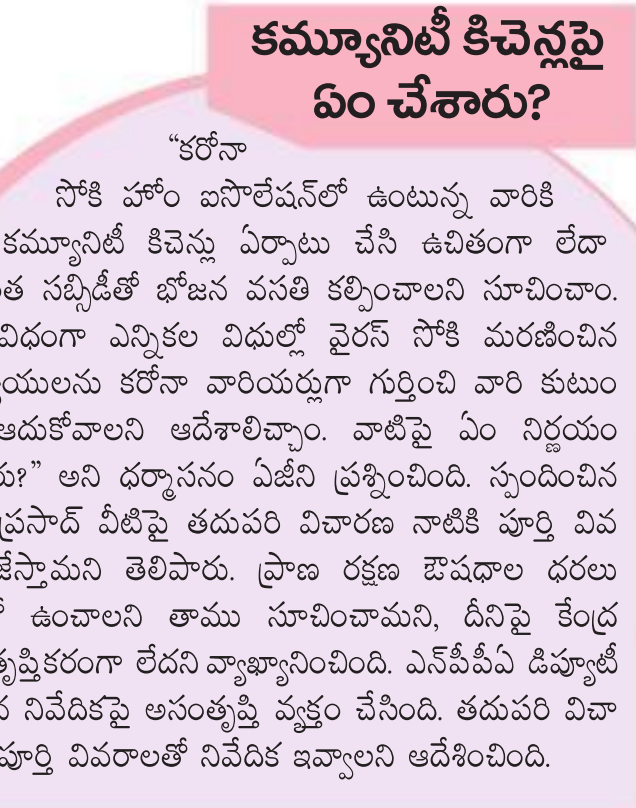 కమ్యూనిటీ కిచెన్లపై
ఏం చేశారు?
“కరోనా
సోకి హోం ఐసొలేషన్‌లో ఉంటున్న వారికి
కమ్యూనిటీ కిచెన్లు ఏర్పాటు చేసి ఉచితంగా లేదా
సబ్సిడీతో భోజన వసతి కల్పించాలని సూచించాం.
విధంగా ఎన్నికల విధుల్లో వైరస్ సోకి మరణించిన
కరోనా వారియర్లుగా గుర్తించి వారి కుటుం
ఆదుకోవాలని ఆదేశాలిచ్చాం. వాటిపై ఏం నిర్ణయం
అని ధర్మాసనం ఏజీని ప్రశ్నించింది. స్పందించిన
ప్రసాద్ వీటిపై తదుపరి విచారణ నాటికి పూర్తి వివ
తెలిపారు. ప్రాణ రక్షణ ఔషధాల ధరలు
ఉంచాలని తాము సూచించామని, దీనిపై కేంద్ర
లేదని వ్యాఖ్యానించింది. ఎన్‌పీపీఏ డిప్యూటీ
నివేదికపై అసంతృప్తి వ్యక్తం చేసింది. తదుపరి విచా
పూర్తి వివరాలతో నివేదిక ఇవ్వాలని ఆదేశించింది.